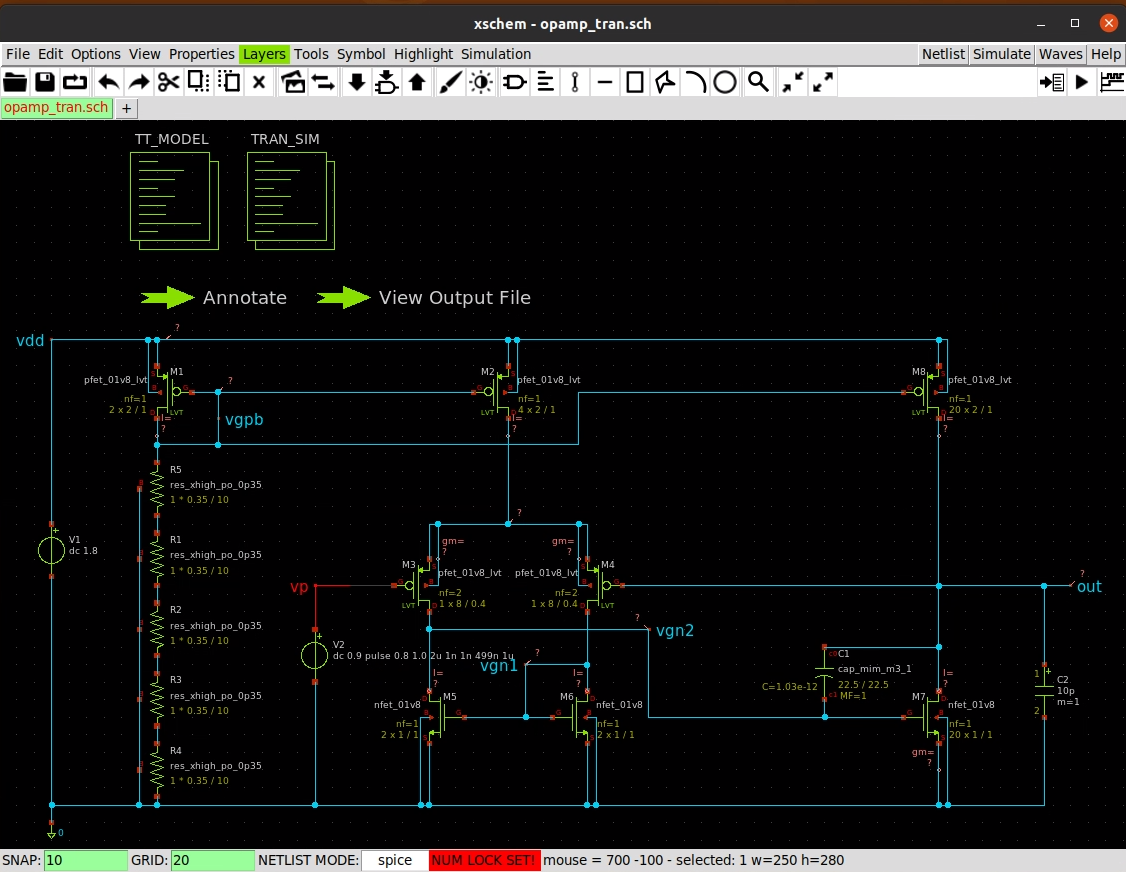 xschem - opamp_tran.sch
File Edit Options View Properties Layers Tools Symbol Highlight Simulation Netlist Simulate Waves Help
opamp_tran.sch +
TT_MODEL TRAN_SIM
Annotate View Output File
vdd
?
M1
pfet_01v8_lvt
nf=1
2 x 2 / 1
LVT
I=
?
?
vgpb
M2
pfet_01v8_lvt
nf=1
4 x 2 / 1
LVT
I=
?
M8
pfet_01v8_lvt
nf=1
20 x 2 / 1
LVT
I=
?
R5
res_xhigh_po_0p35
1 * 0.35 / 10
R1
res_xhigh_po_0p35
1 * 0.35 / 10
R2
res_xhigh_po_0p35
1 * 0.35 / 10
R3
res_xhigh_po_0p35
1 * 0.35 / 10
R4
res_xhigh_po_0p35
1 * 0.35 / 10
V1
dc 1.8
?
gm=
?
gm=
?
M3
pfet_01v8_lvt
nf=2
1 x 8 / 0.4
LVT
M4
pfet_01v8_lvt
nf=2
1 x 8 / 0.4
LVT
vp
?
out
V2
dc 0.9 pulse 0.8 1.0 2u 1n 1n 499n 1u
?
vgn2
?
vgn1
I=
?
M5
nfet_01v8
nf=1
2 x 1 / 1
I=
?
M6
nfet_01v8
nf=1
2 x 1 / 1
C1
cap_mim_m3_1
C=1.03e-12
22.5 / 22.5
MF=1
I=
?
M7
nfet_01v8
nf=1
20 x 1 / 1
gm=
?
C2
10p
m=1
1
2
0
SNAP: 10 GRID: 20 NETLIST MODE: spice NUM LOCK SET! mouse = 700 -100 - selected: 1 w=250 h=280